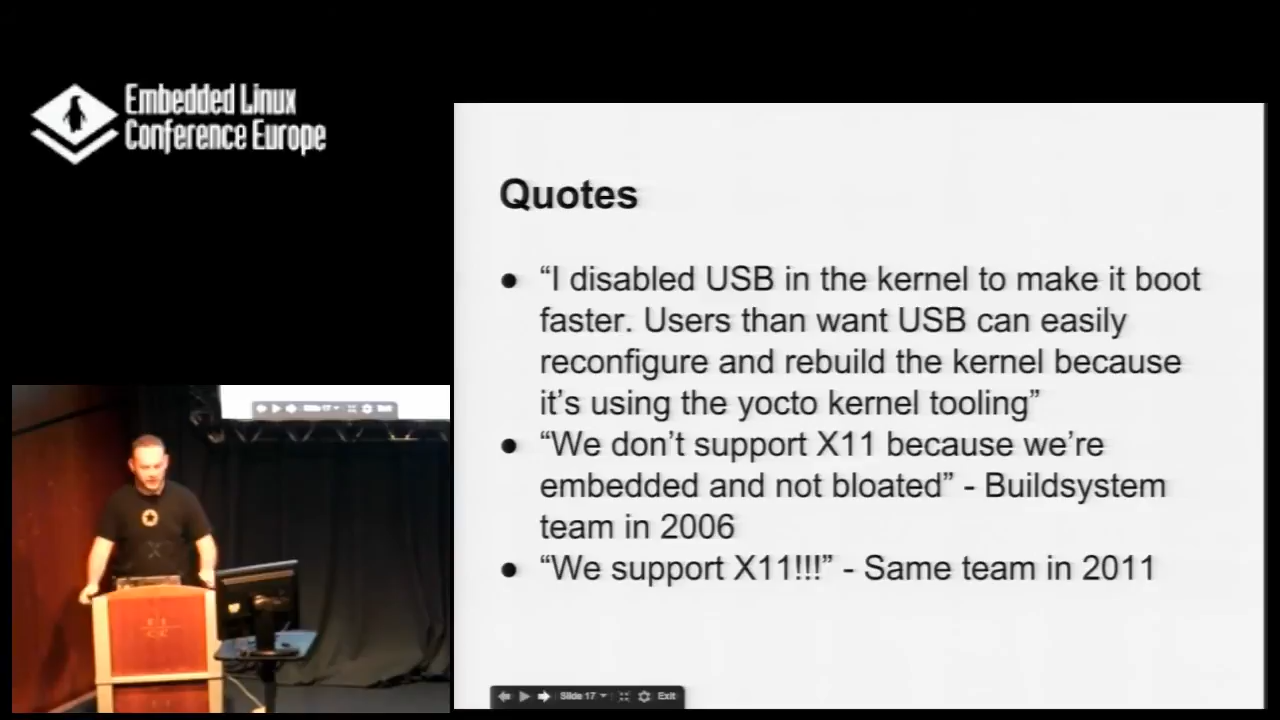 Embedded Linux
Conference Europe
Quotes
● “I disabled USB in the kernel to make it boot
faster. Users than want USB can easily
reconfigure and rebuild the kernel because
it’s using the yocto kernel tooling”
● “We don’t support X11 because we’re
embedded and not bloated” - Buildsystem
team in 2006
● “We support X11!!!” - Same team in 2011
Slide 17 Exit
Slide 17 Exit